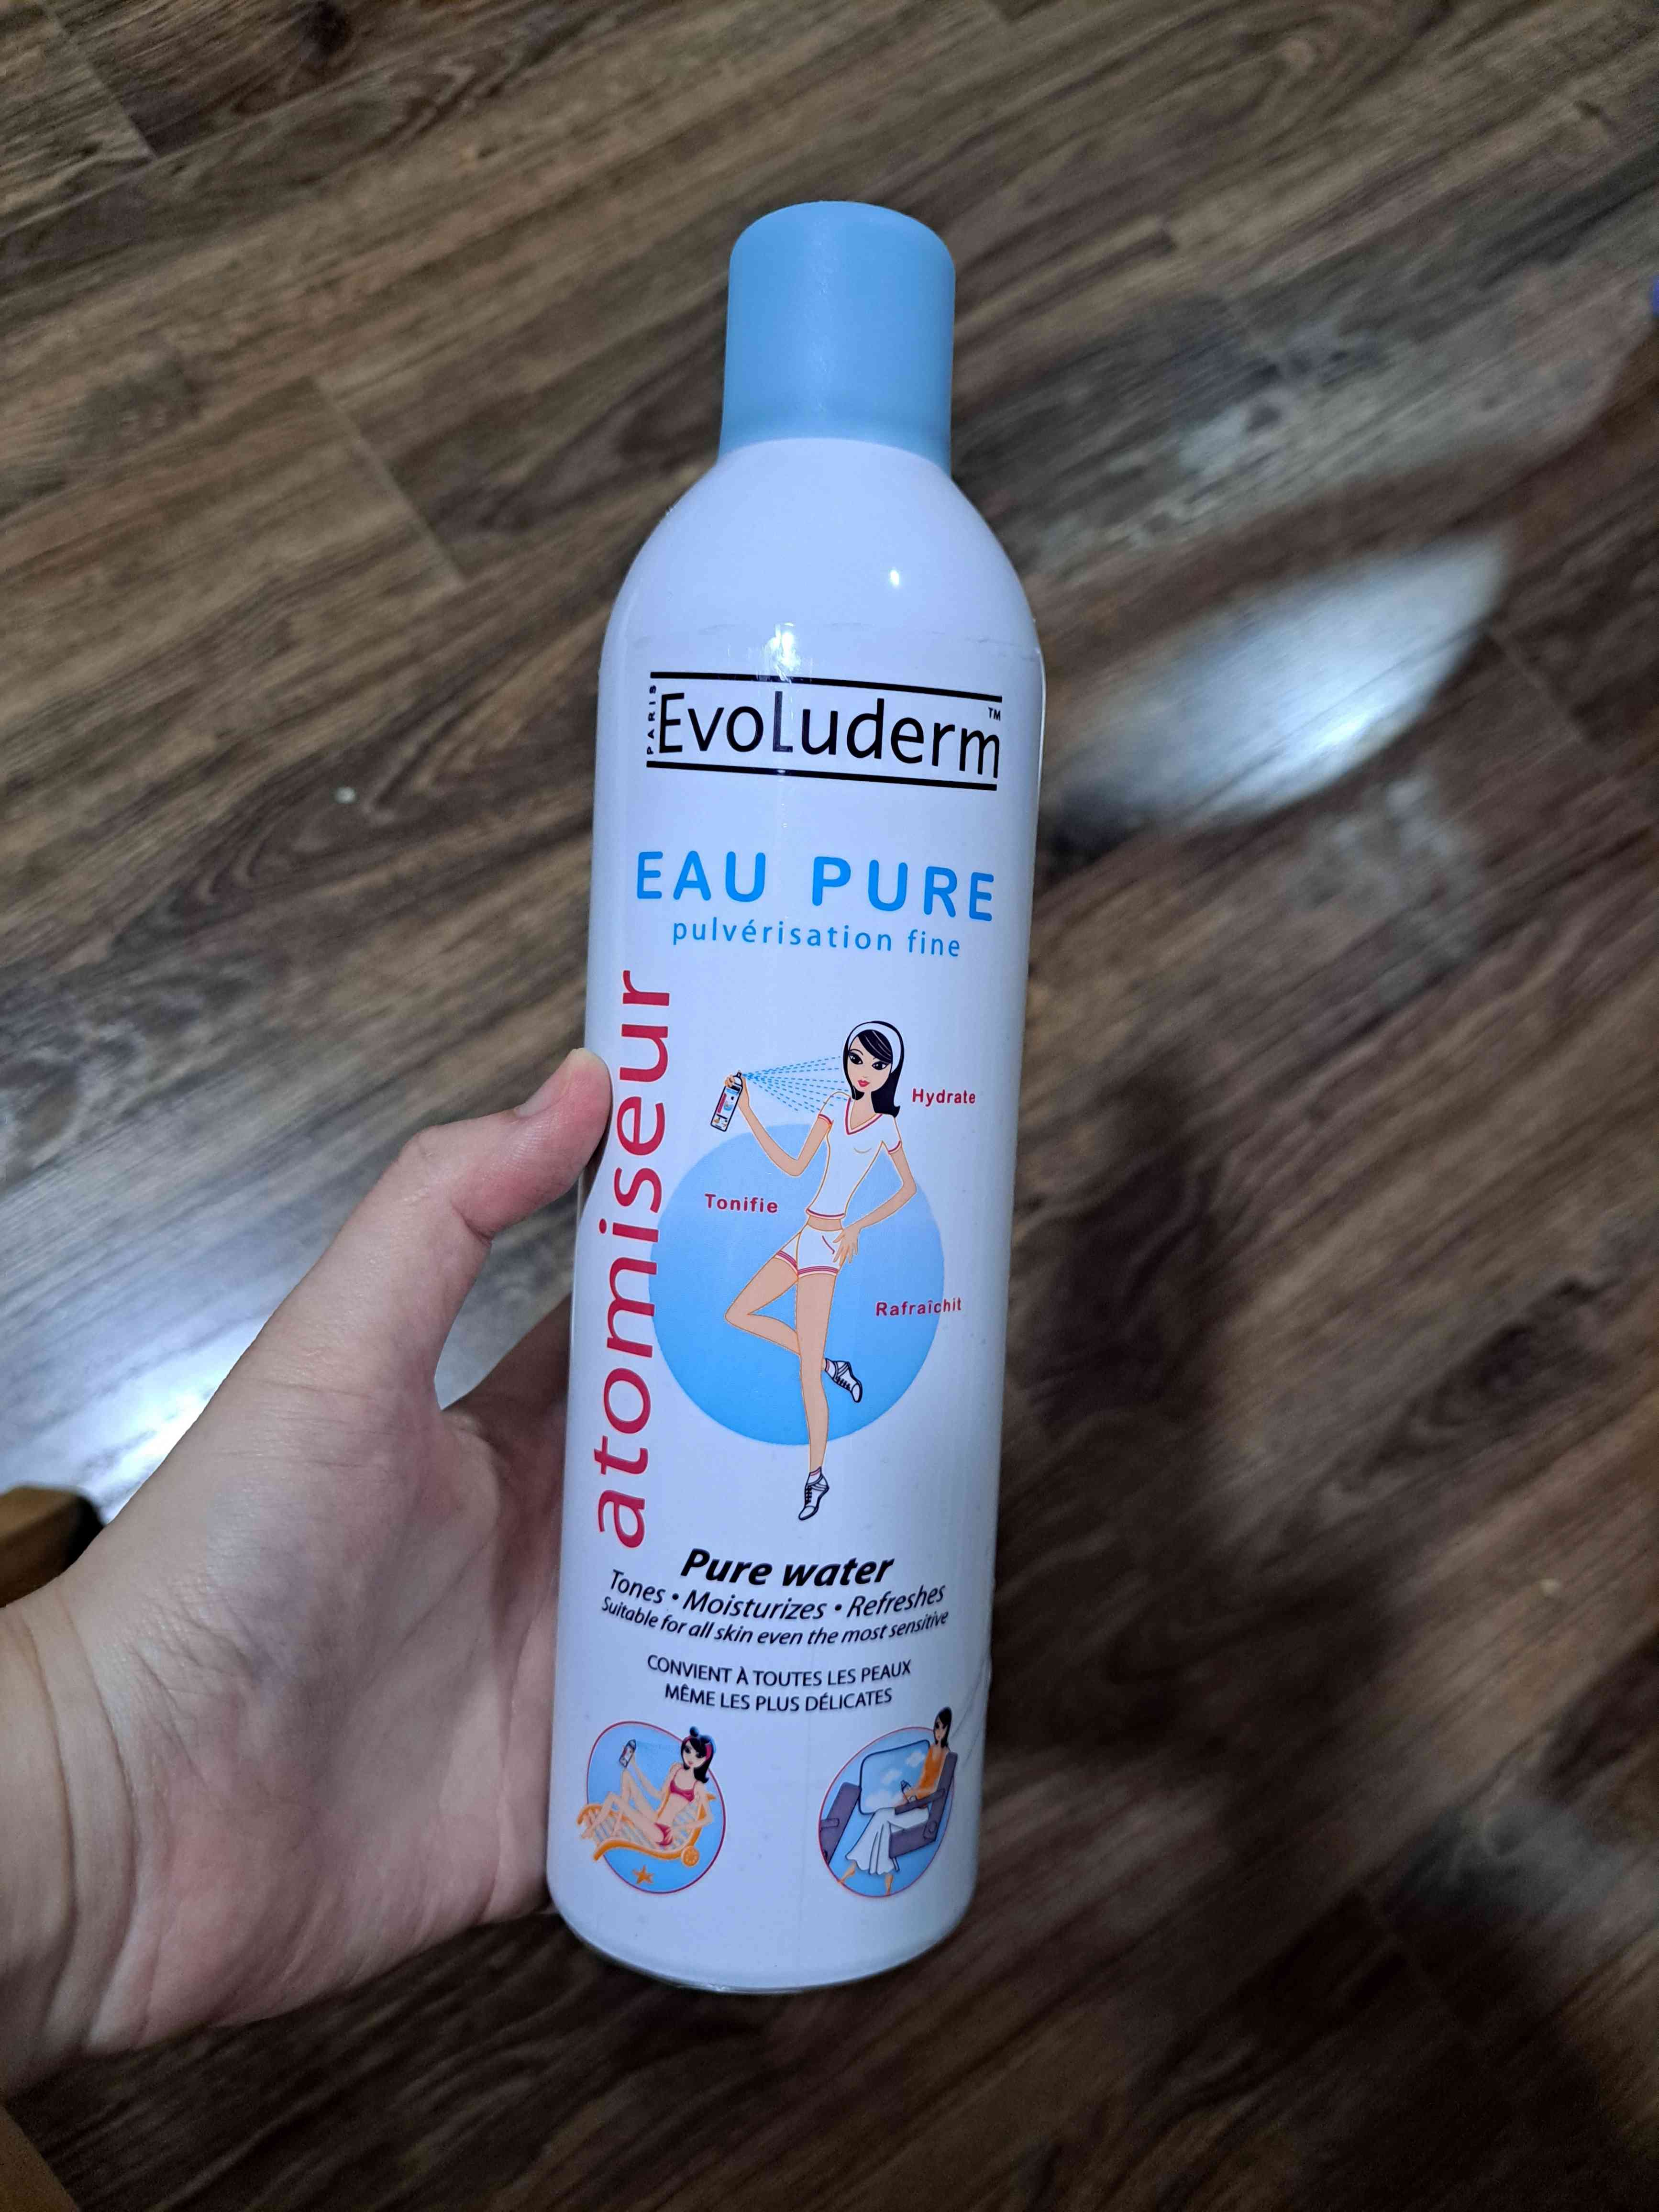 PARIS
EvoLuderm™
EAU PURE
pulvérisation fine
atomiseur
Hydrate
Tonifie
Rafraîchit
Pure water
Tones • Moisturizes • Refreshes
Suitable for all skin even the most sensitive
CONVIENT À TOUTES LES PEAUX
MÊME LES PLUS DÉLICATES